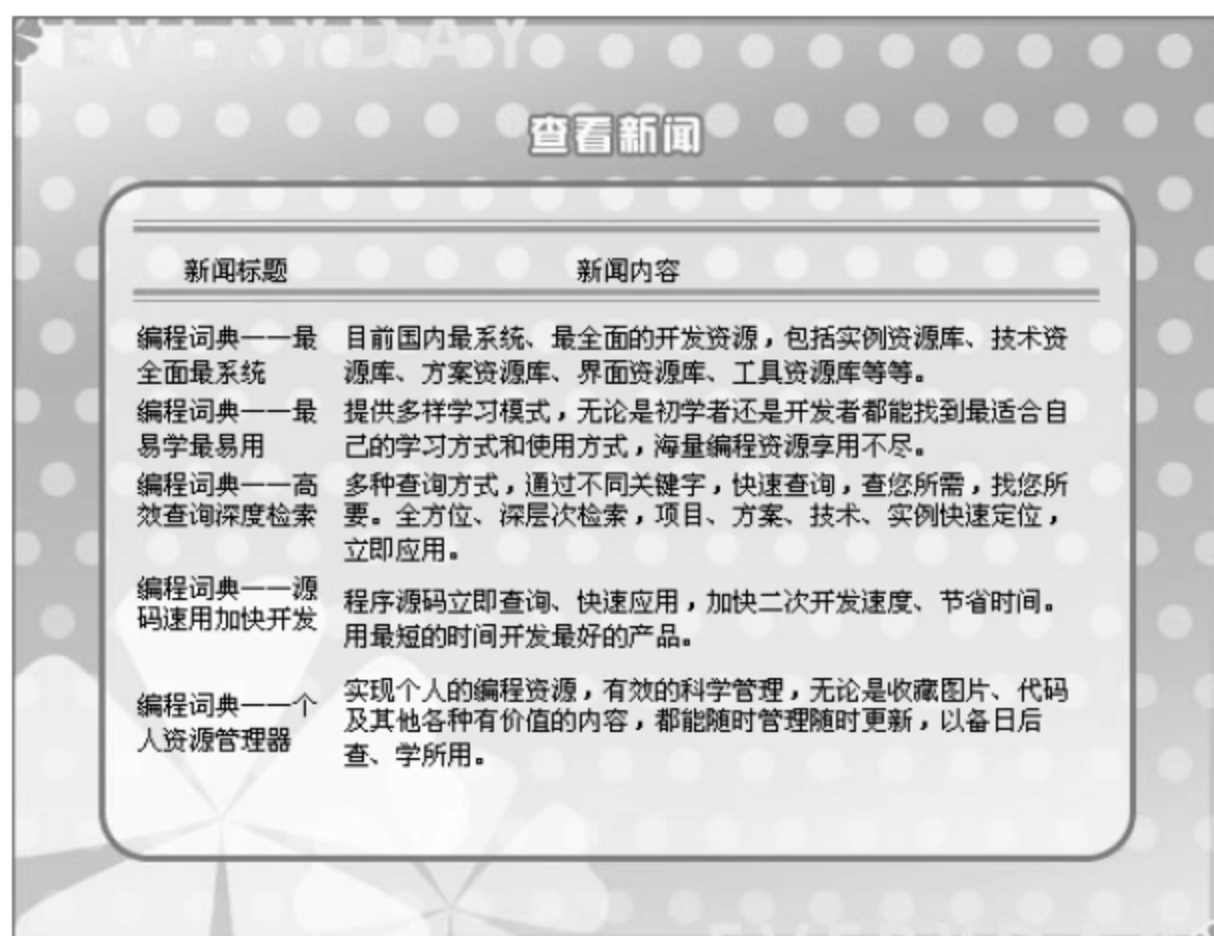 EVERYDAY
查看新闻
新闻标题 新闻内容
编程词典——最 目前国内最系统、最全面的开发资源，包括实例资源库、技术资
全面最系统 源库、方案资源库、界面资源库、工具资源库等等。
编程词典——最 提供多样学习模式，无论是初学者还是开发者都能找到最适合自
易学最易用 己的学习方式和使用方式，海量编程资源享用不尽。
编程词典——高 多种查询方式，通过不同关键字，快速查询，查您所需，找您所
效查询深度检索 要。全方位、深层次检索，项目、方案、技术、实例快速定位，
立即应用。
编程词典——源
码速用加快开发
程序源码立即查询、快速应用，加快二次开发速度、节省时间。
用最短的时间开发最好的产品。
编程词典——个
人资源管理器
实现个人的编程资源，有效的科学管理，无论是收藏图片、代码
及其他各种有价值的内容，都能随时管理随时更新，以备日后
查、学所用。